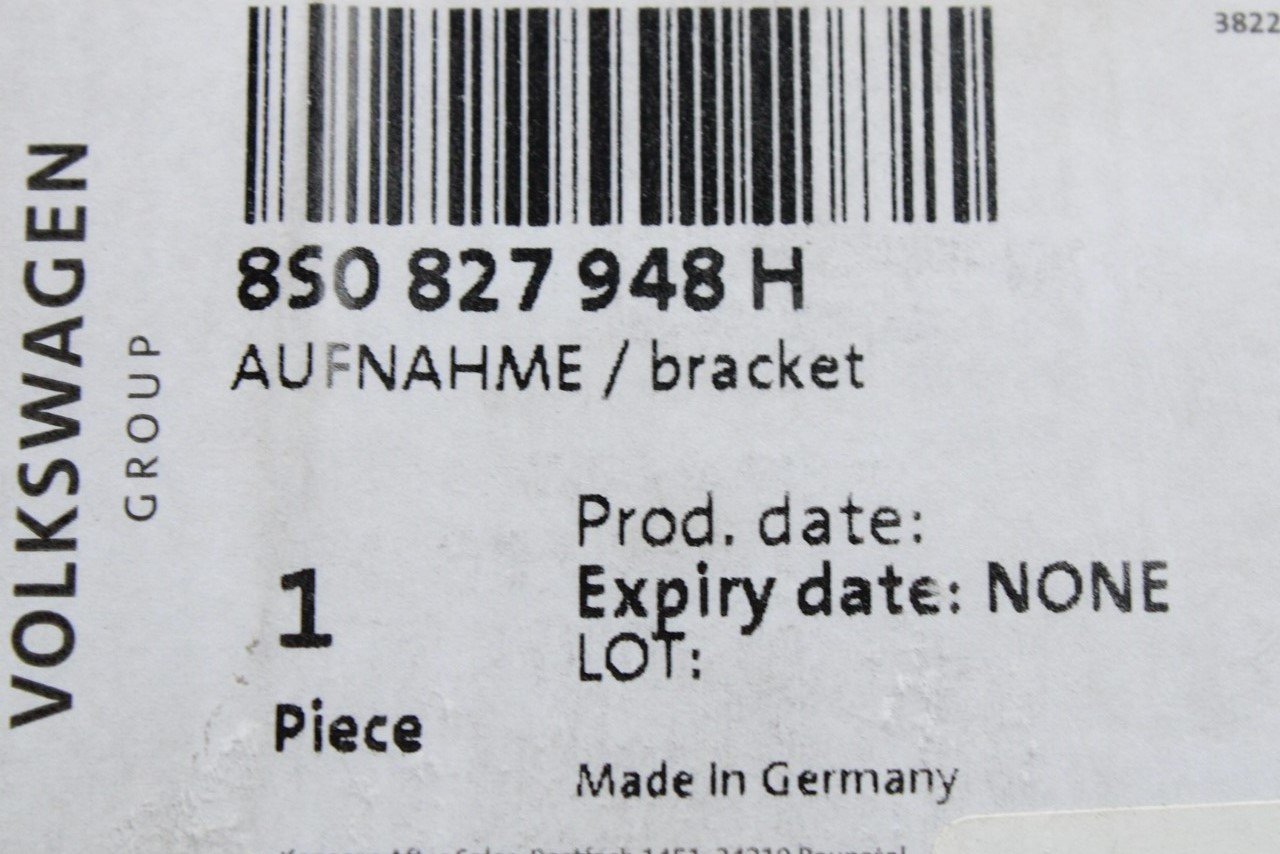 3822
8S0 827 948 H
AUFNAHME / bracket
VOLKSWAGEN
GROUP
1
Piece
Prod. date:
Expiry date: NONE
LOT:
Made In Germany